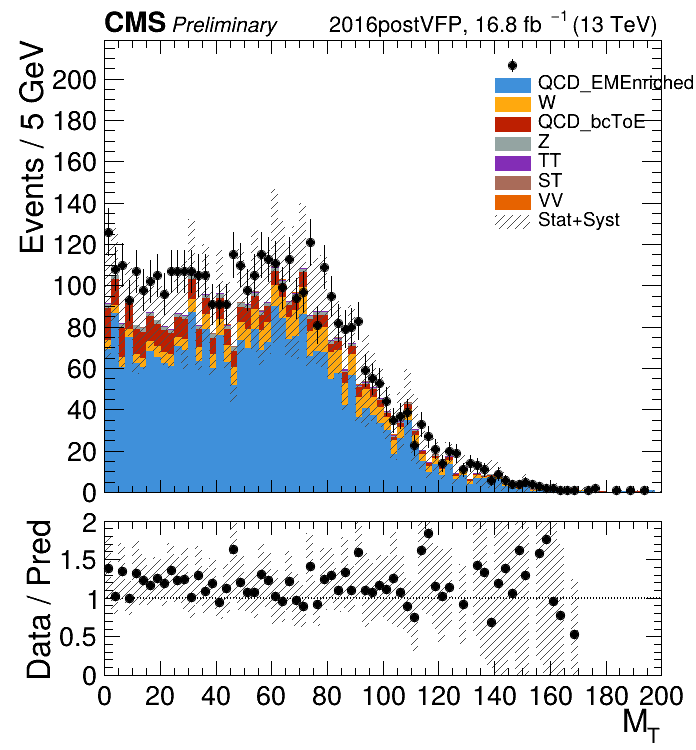 CMS Preliminary 2016postVFP, 16.8 fb⁻¹ (13 TeV)
Events / 5 GeV
200
180
160
140
120
100
80
60
40
20
0
QCD_EMEnriched
W
QCD_bcToE
Z
TT
ST
VV
Stat+Syst
Data / Pred
2
1.5
1
0.5
0
0 20 40 60 80 100 120 140 160 180 200
M_T